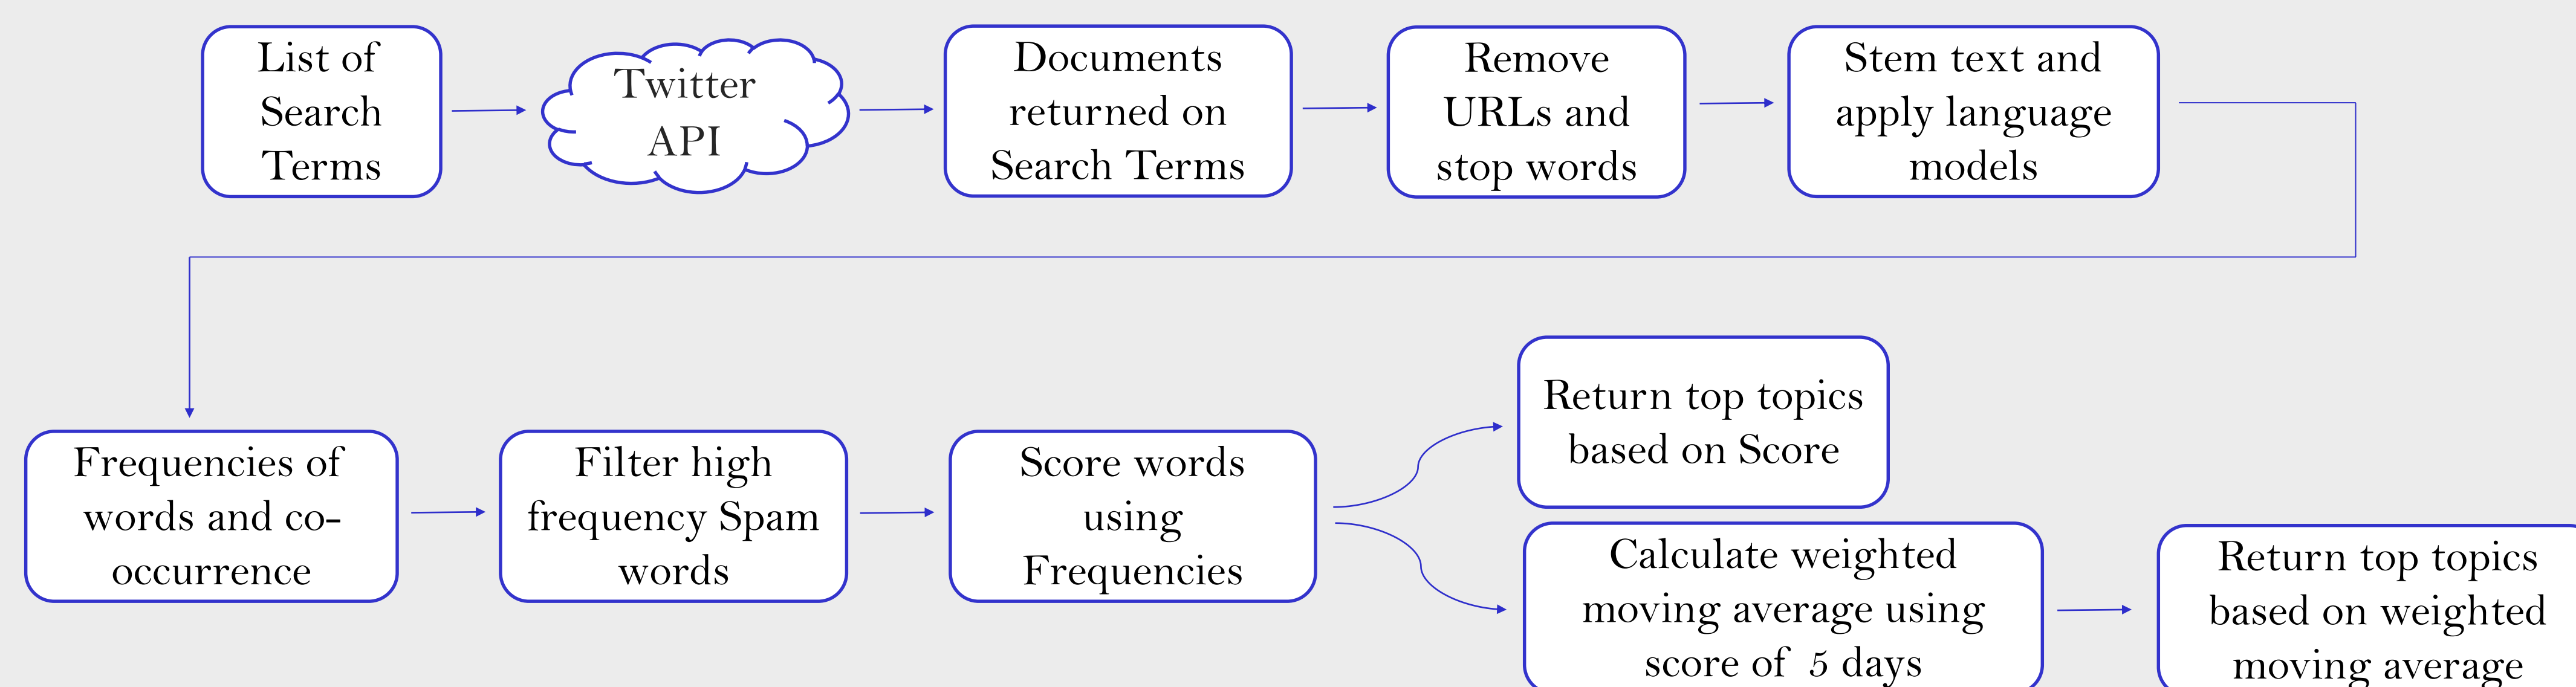 List of
Search
Terms
Twitter
API
Documents
returned on
Search Terms
Remove
URLs and
stop words
Stem text and
apply language
models
Frequencies of
words and co-
occurrence
Filter high
frequency Spam
words
Score words
using
Frequencies
Return top topics
based on Score
Calculate weighted
moving average using
score of 5 days
Return top topics
based on weighted
moving average